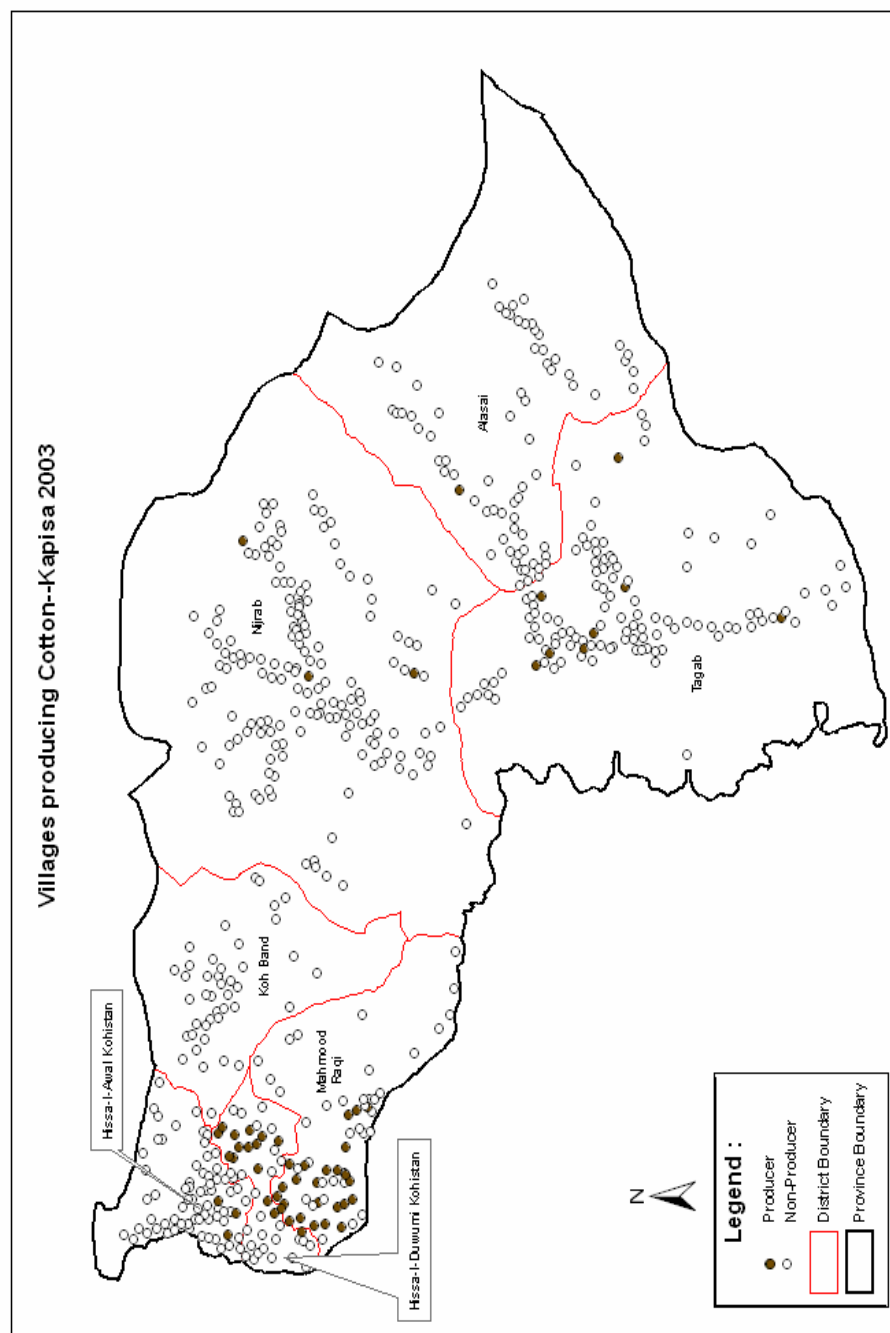 Villages producing Cotton--Kapisa 2003
Hissa-I-Awal Kohistan
Koh Band
Nijrab
Mahmood
Raqi
Alasai
Tagab
Hissa-I-Duwumi Kohistan
N
Legend :
Producer
Non-Producer
District Boundary
Province Boundary